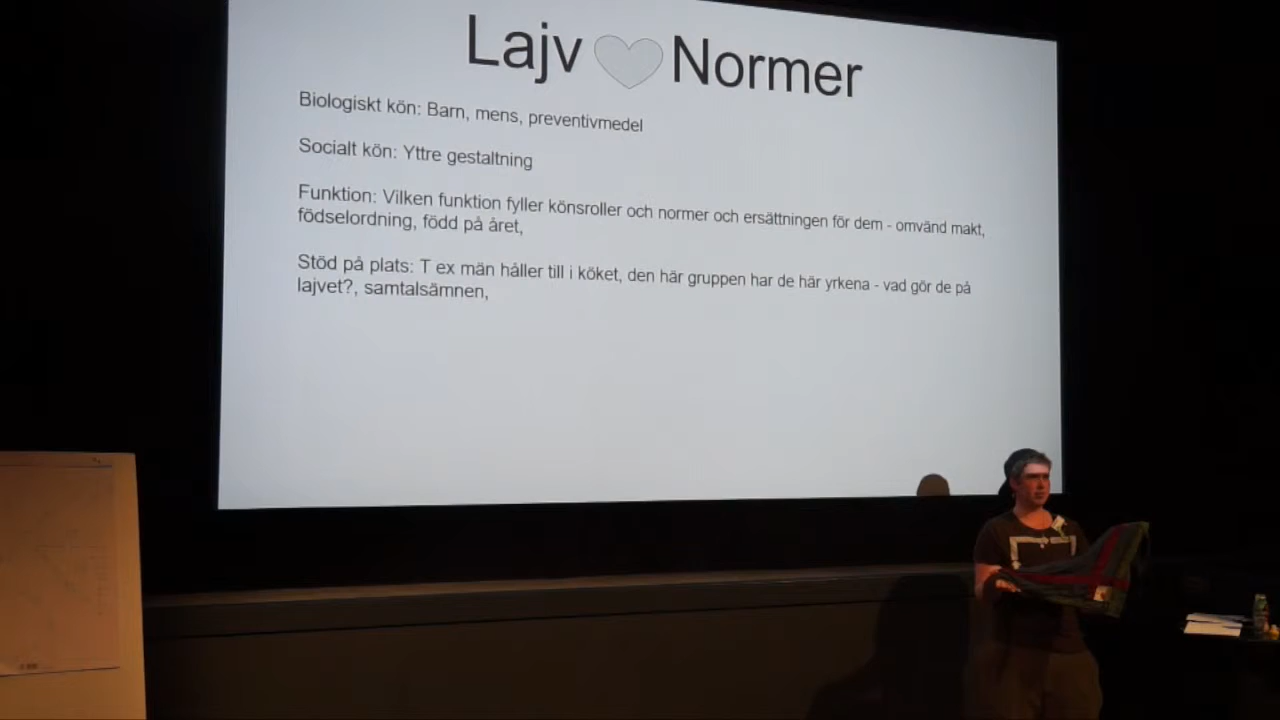 Lajv Normer
Biologiskt kön: Barn, mens, preventivmedel
Socialt kön: Yttre gestaltning
Funktion: Vilken funktion fyller könsroller och normer och ersättningen för dem - omvänd makt,
födselordning, född på året,
Stöd på plats: T ex män håller till i köket, den här gruppen har de här yrkena - vad gör de på
lajvet?, samtalsämnen,